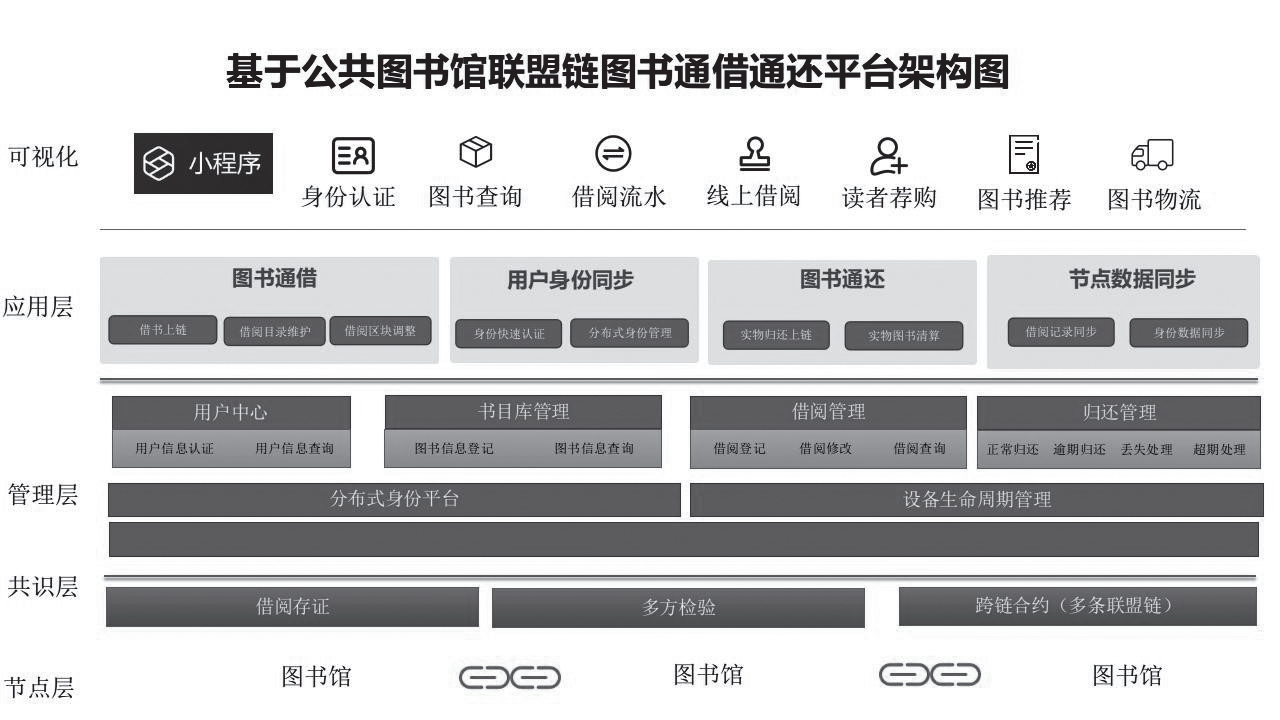 基于公共图书馆联盟链图书通借通还平台架构图
可视化
小程序
身份认证
图书查询
借阅流水
线上借阅
读者荐购
图书推荐
图书物流
应用层
图书通借
借书上链
借阅目录维护
借阅区块调整
用户身份同步
身份快速认证
分布式身份管理
图书通还
实物归还上链
实物图书清算
节点数据同步
借阅记录同步
身份数据同步
管理层
用户中心
用户信息认证
用户信息查询
书目库管理
图书信息登记
图书信息查询
借阅管理
借阅登记
借阅修改
借阅查询
归还管理
正常归还
逾期归还
丢失处理
超期处理
分布式身份平台
设备生命周期管理
共识层
借阅存证
多方检验
跨链合约（多条联盟链）
节点层
图书馆
图书馆
图书馆